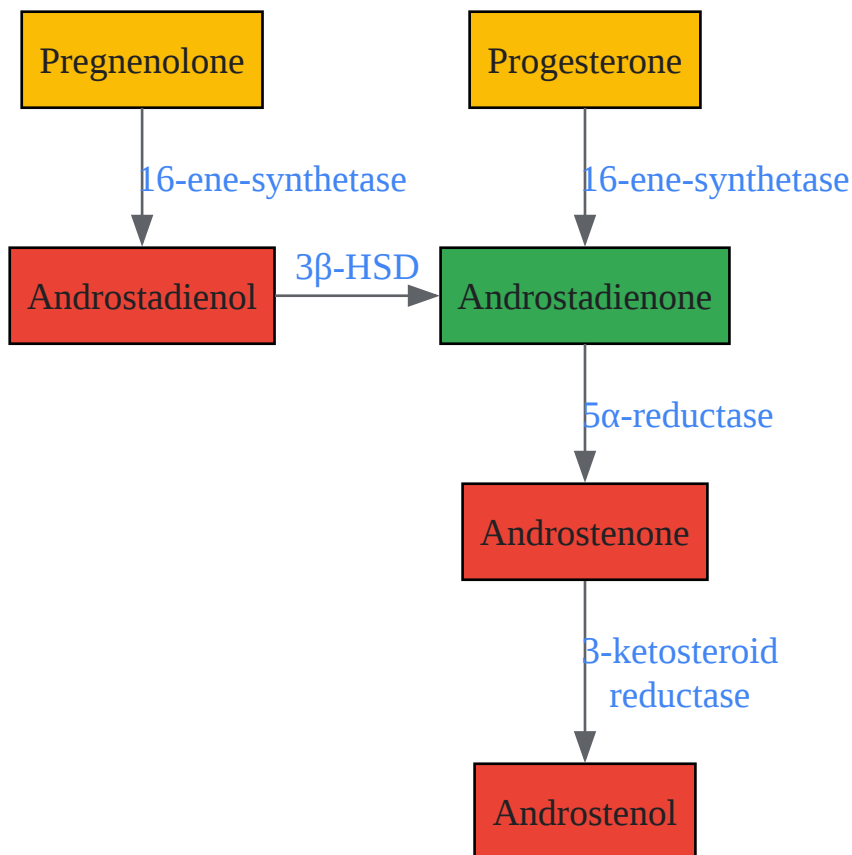 Pregnenolone
Progesterone
16-ene-synthetase
16-ene-synthetase
3β-HSD
Androstadienol
Androstadienone
5α-reductase
Androstenone
3-ketosteroid
reductase
Androstenol